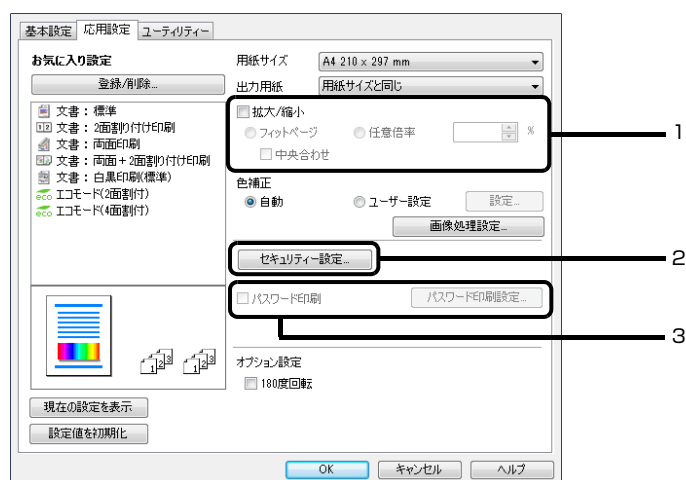 基本設定 応用設定 ユーティリティー
お気に入り設定
登録/削除...
文書：標準
文書：2面割り付け印刷
文書：両面印刷
文書：両面＋2面割り付け印刷
文書：白黒印刷(標準)
eco エコモード(2面割付)
eco エコモード(4面割付)
現在の設定を表示
設定値を初期化
用紙サイズ A4 210 x 297 mm
出力用紙 用紙サイズと同じ
拡大/縮小
フィットページ 任意倍率 %
中央合わせ
色補正
自動 ユーザー設定 設定...
画像処理設定...
セキュリティー設定...
パスワード印刷 パスワード印刷設定...
オプション設定
180度回転
OK キャンセル ヘルプ
1
2
3